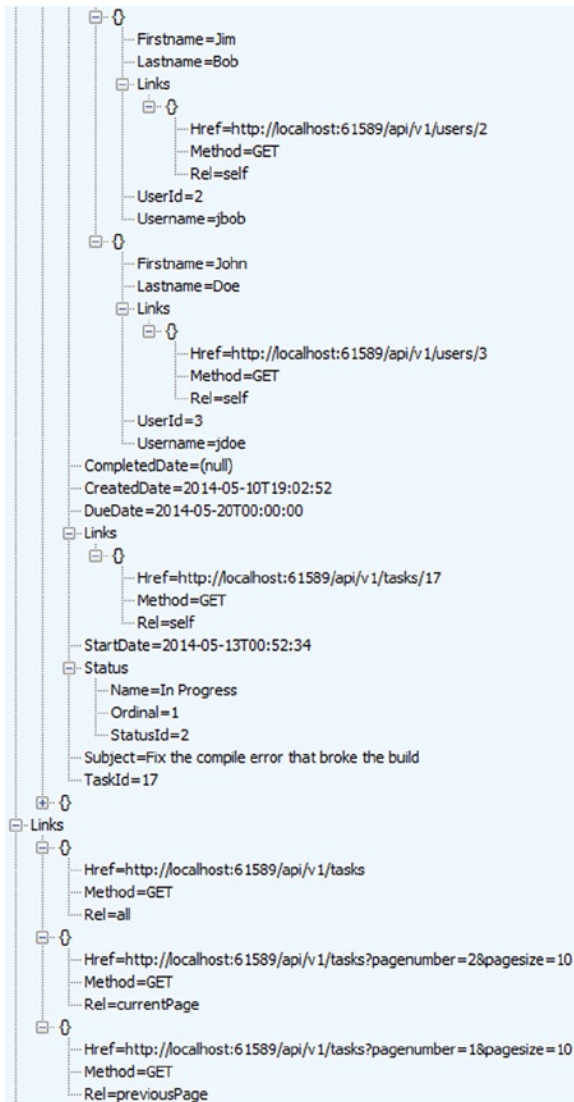 {}
Firstname=Jim
Lastname=Bob
Links
{}
Href=http://localhost:61589/api/v1/users/2
Method=GET
Rel=self
UserId=2
Username=jbob
{}
Firstname=John
Lastname=Doe
Links
{}
Href=http://localhost:61589/api/v1/users/3
Method=GET
Rel=self
UserId=3
Username=jdoe
CompletedDate=(null)
CreatedDate=2014-05-10T19:02:52
DueDate=2014-05-20T00:00:00
Links
{}
Href=http://localhost:61589/api/v1/tasks/17
Method=GET
Rel=self
StartDate=2014-05-13T00:52:34
Status
Name=In Progress
Ordinal=1
StatusId=2
Subject=Fix the compile error that broke the build
TaskId=17
{}
Links
{}
Href=http://localhost:61589/api/v1/tasks
Method=GET
Rel=all
{}
Href=http://localhost:61589/api/v1/tasks?pagenumber=2&pagesize=10
Method=GET
Rel=currentPage
{}
Href=http://localhost:61589/api/v1/tasks?pagenumber=1&pagesize=10
Method=GET
Rel=previousPage